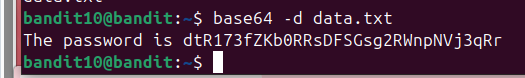 bandit10@bandit:~$ base64 -d data.txt
The password is dtR173fZKb0RRsDFSGsg2RWnpNVj3qRr
bandit10@bandit:~$